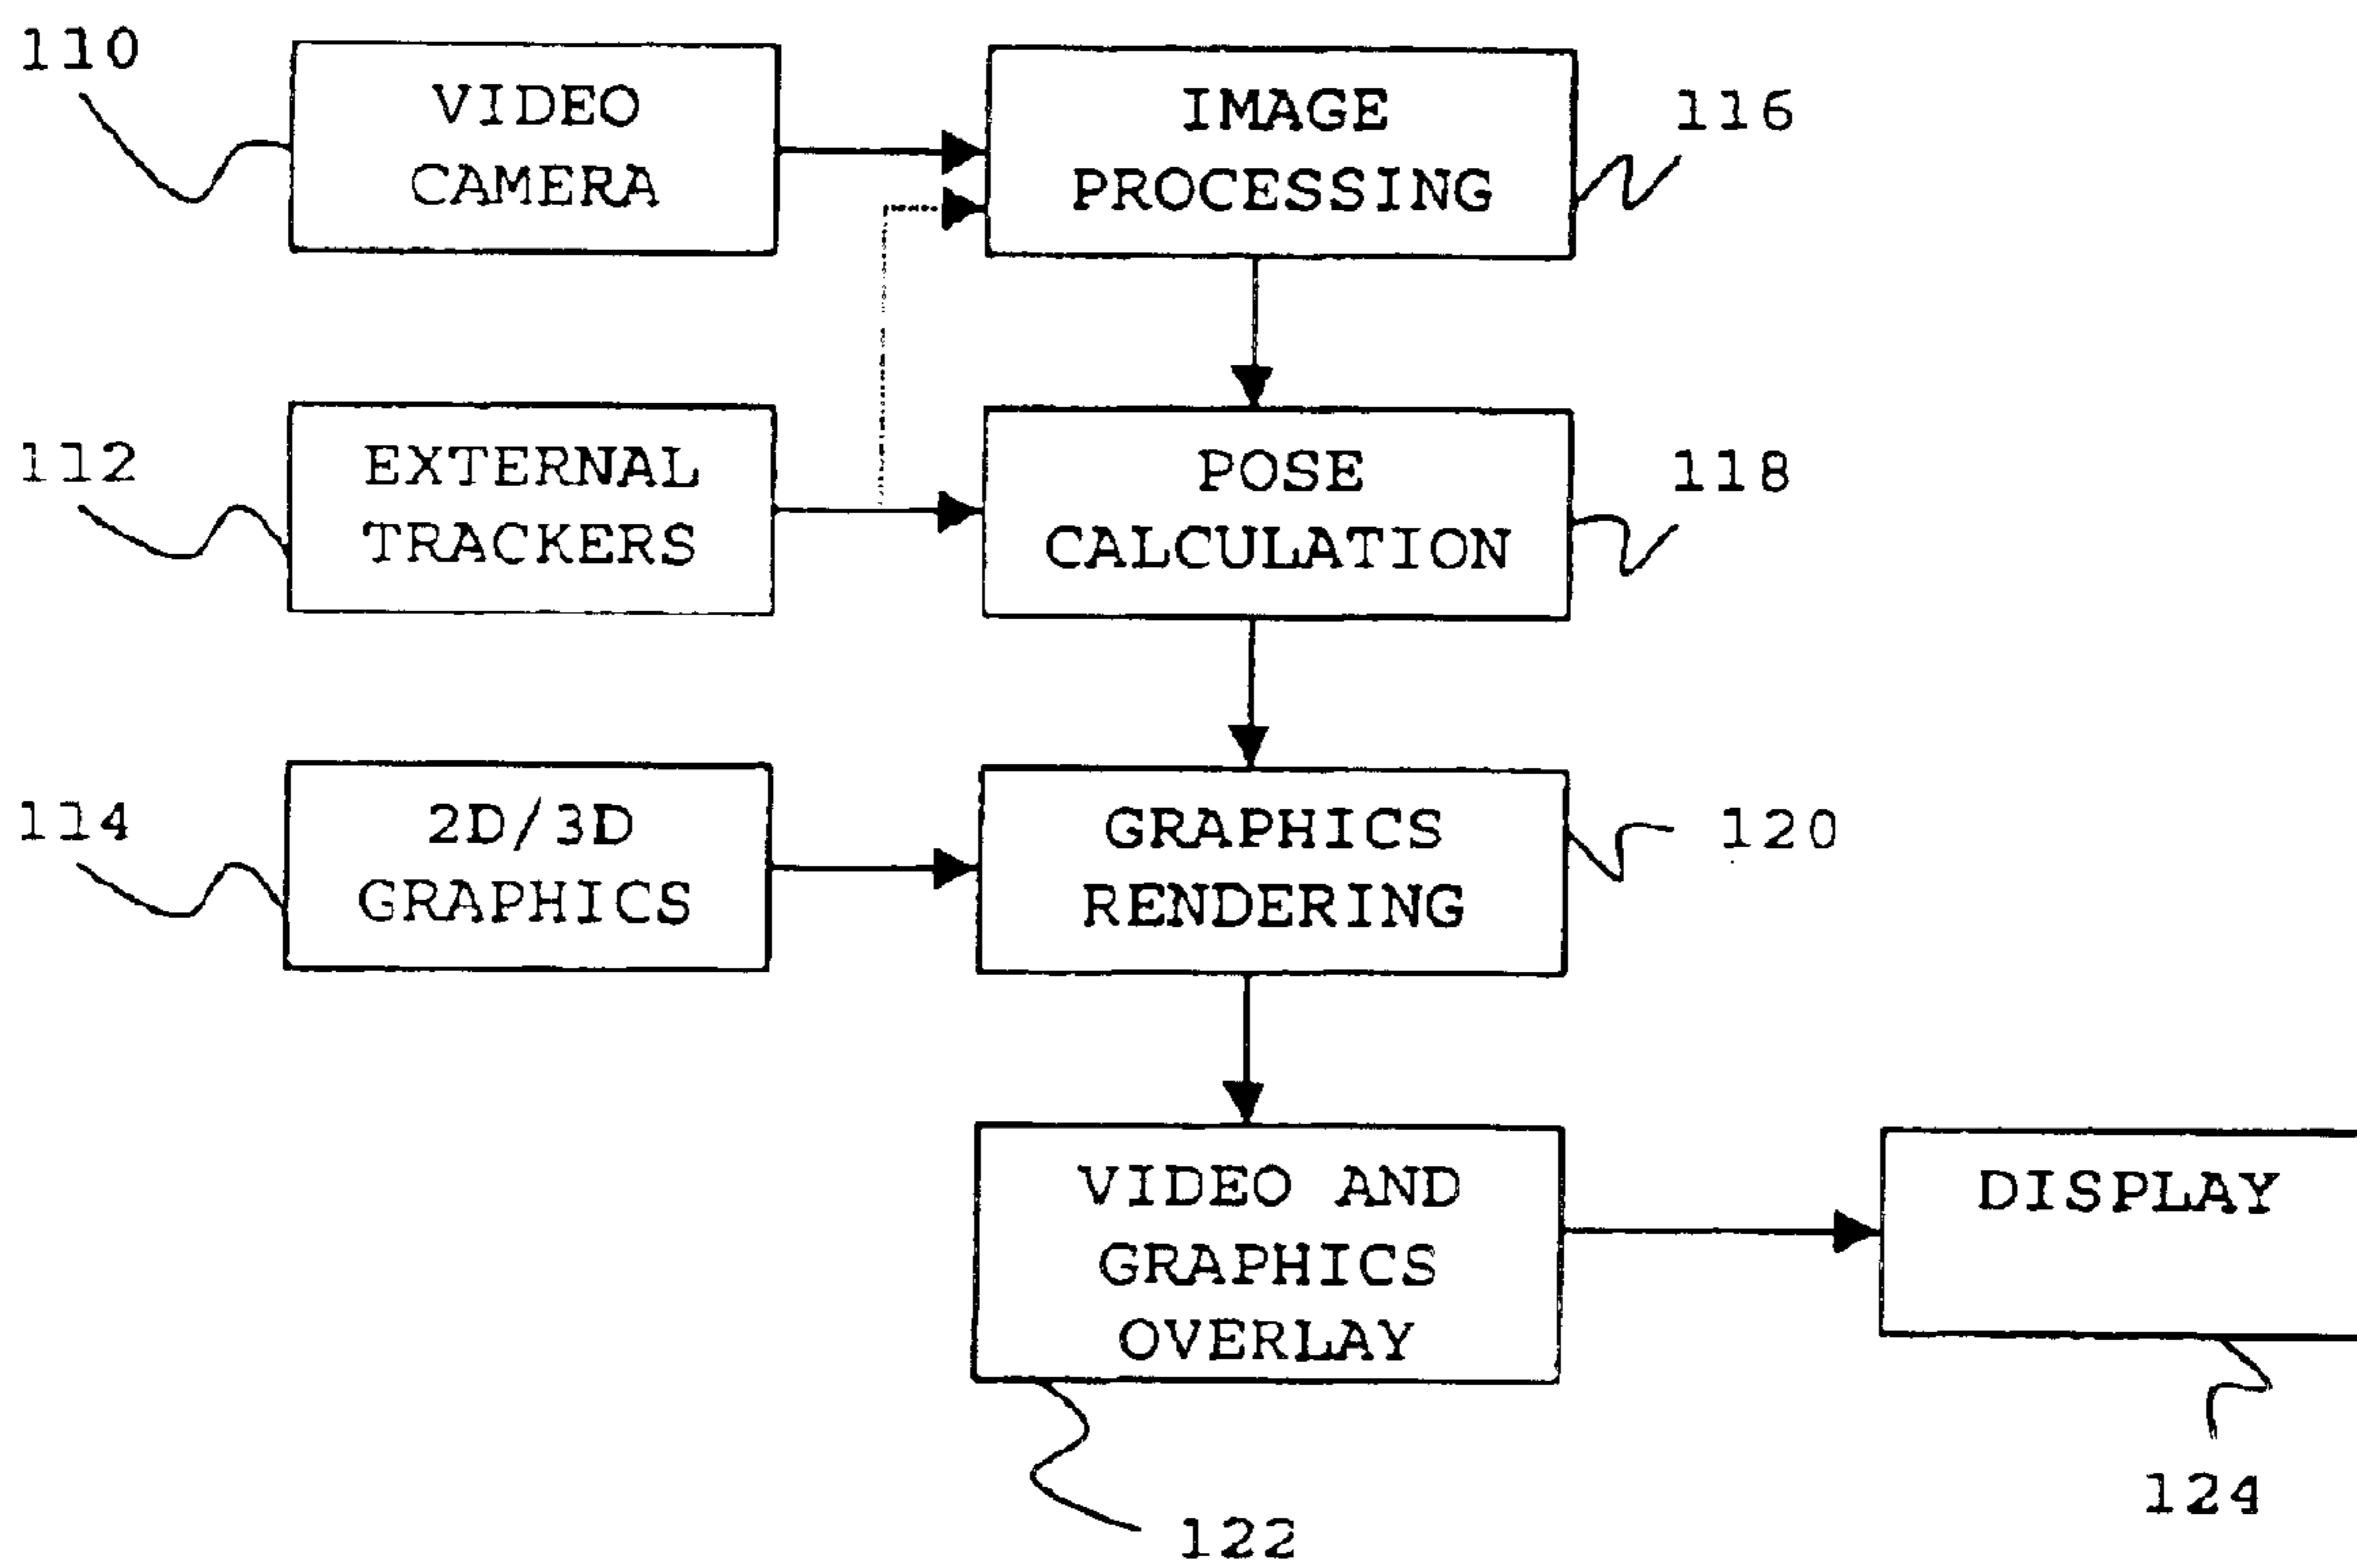 110
VIDEO
CAMERA
IMAGE
PROCESSING
116
112
EXTERNAL
TRACKERS
POSE
CALCULATION
118
114
2D/3D
GRAPHICS
GRAPHICS
RENDERING
120
VIDEO AND
GRAPHICS
OVERLAY
DISPLAY
122
124